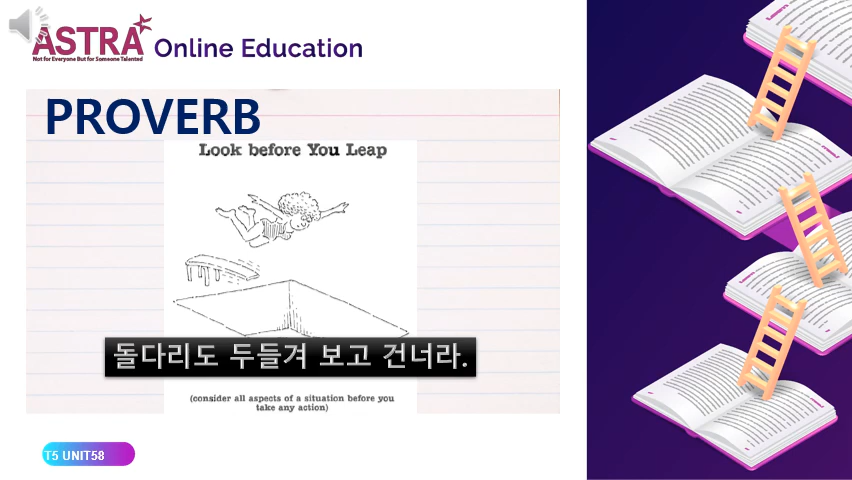 ASTRA
Not for Everyone But for Someone Talented
Online Education
PROVERB
Look before You Leap
돌다리도 두들겨 보고 건너라.
(consider all aspects of a situation before you
take any action)
T5 UNIT58